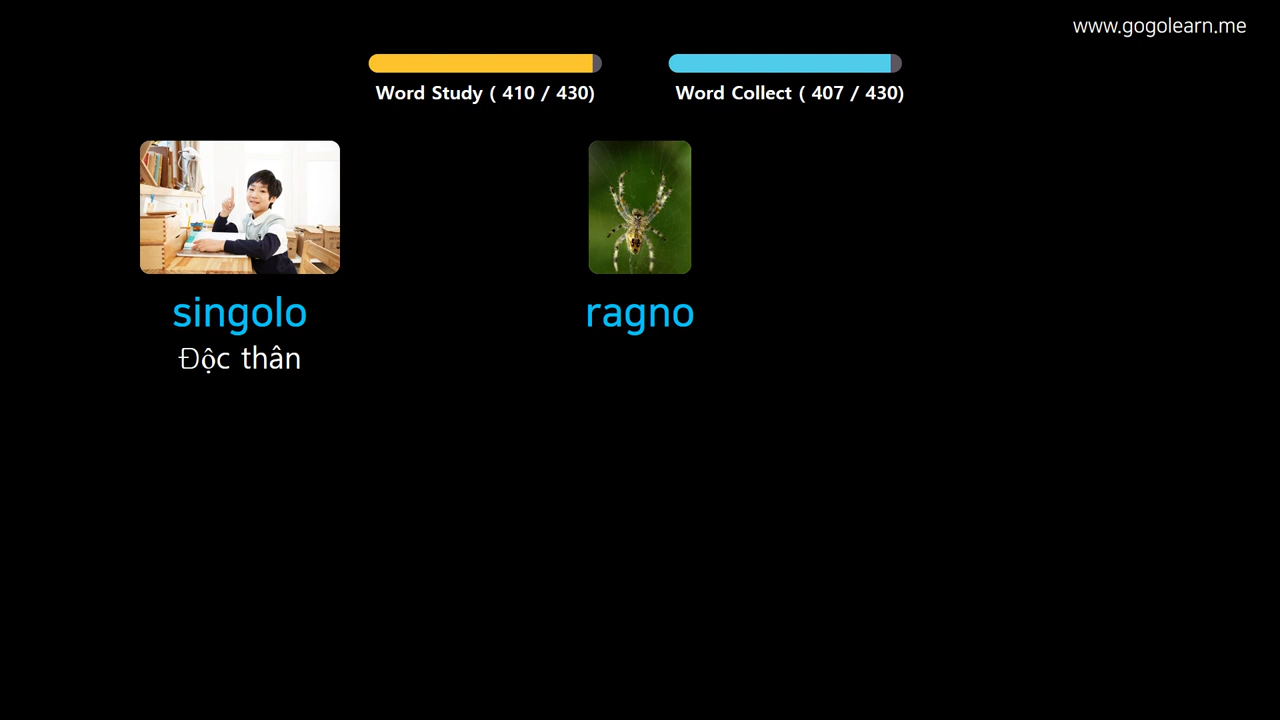 www.gogolearn.me
Word Study ( 410 / 430)
Word Collect ( 407 / 430)
singolo
Độc thân
ragno